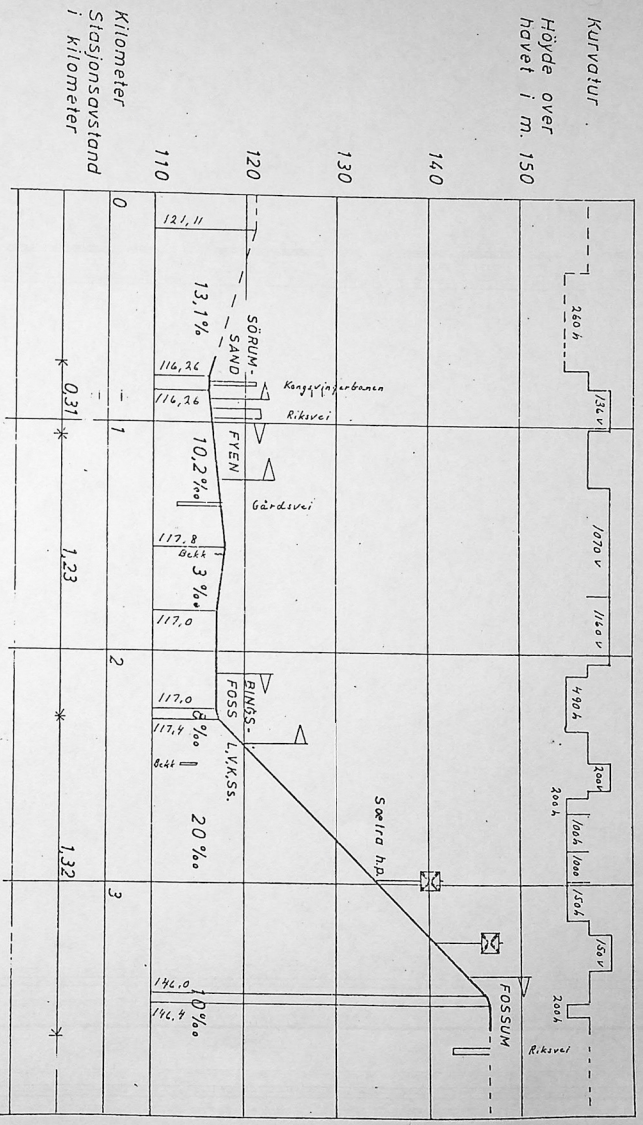 Kurvatur
260 h
136 v
1070 v
1160 v
490 h
200 v
200 h
100 h
1000
150 h
150 v
200 h
Höyde over
havet i m.
150
140
130
120
110
SÖRUM-
SAND
Kongsvingerbanen
Riksvei
FYEN
Gårdsvei
Bekk
BINGS-
FOSS L,V,K,Ss.
Bekk
Sætra h.p.
FOSSUM
Riksvei
13,1‰
10,2‰
3‰
8‰
20‰
10‰
121,11
116,26
116,26
117,8
117,0
117,0
117,4
146,0
146,4
Kilometer
0
1
2
3
Stasjonsavstand
i kilometer
0,31
1,23
1,32